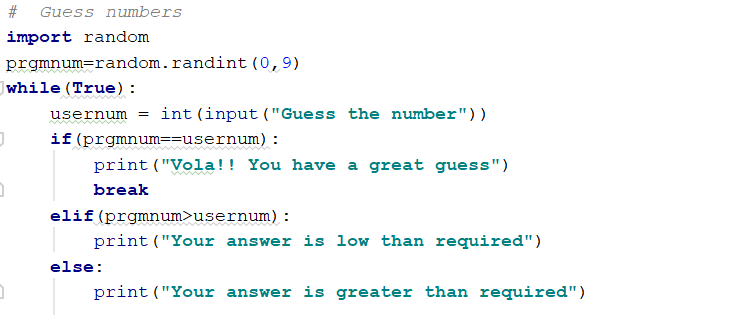 #  Guess numbers
import random
prgmnum=random.randint(0,9)
while(True):
    usernum = int(input("Guess the number"))
    if(prgmnum==usernum):
        print("Vola!! You have a great guess")
        break
    elif(prgmnum>usernum):
        print("Your answer is low than required")
    else:
        print("Your answer is greater than required")